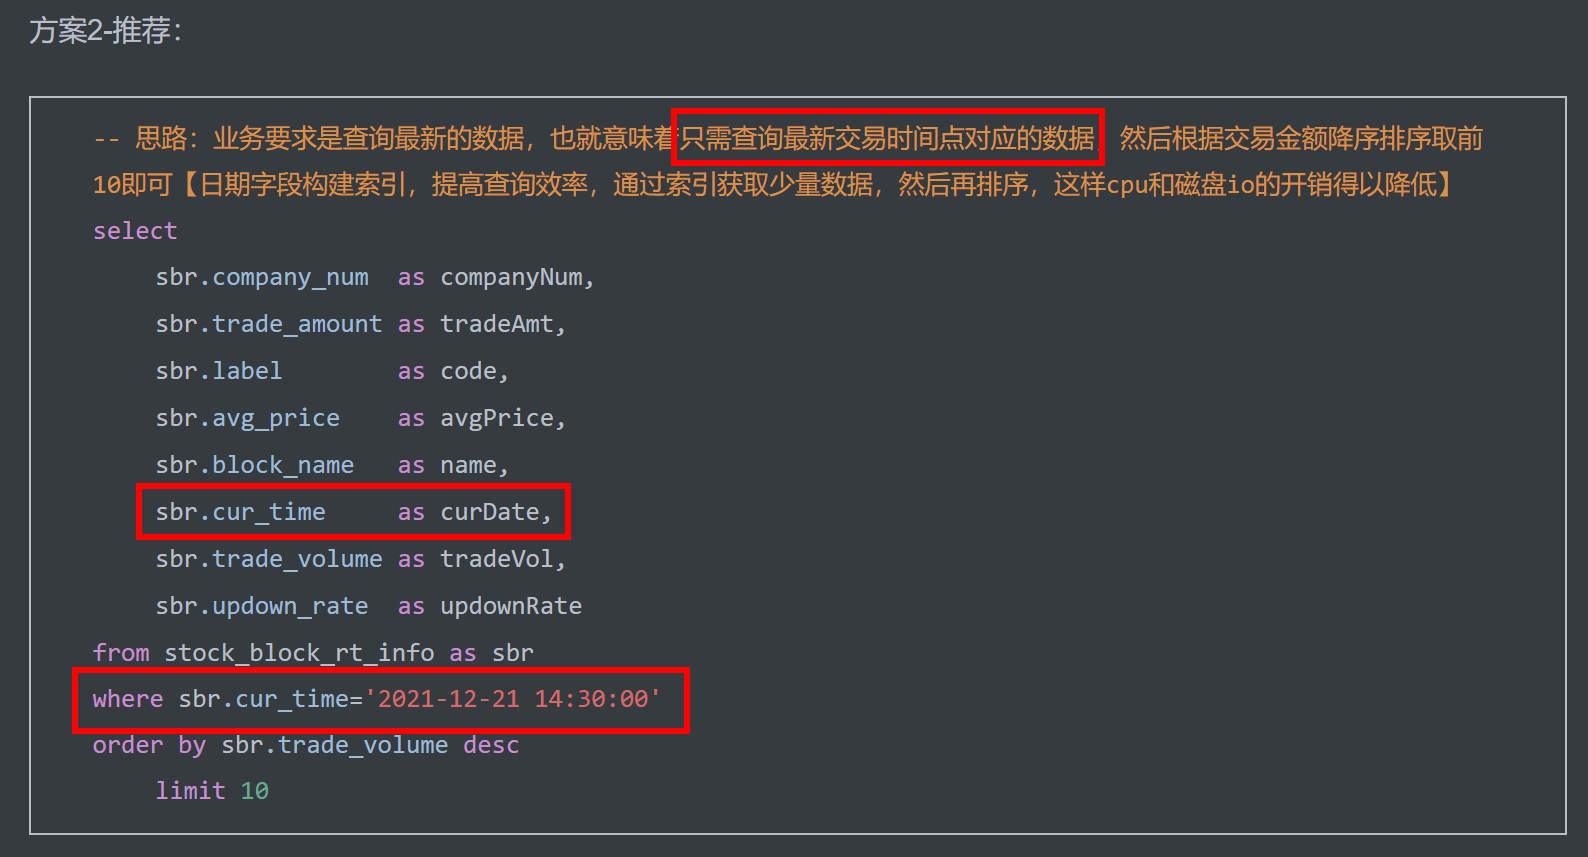 方案2-推荐：
-- 思路：业务要求是查询最新的数据，也就意味着只需查询最新交易时间点对应的数据，然后根据交易金额降序排序取前
10即可【日期字段构建索引，提高查询效率，通过索引获取少量数据，然后再排序，这样cpu和磁盘io的开销得以降低】
select
sbr.company_num as companyNum,
sbr.trade_amount as tradeAmt,
sbr.label as code,
sbr.avg_price as avgPrice,
sbr.block_name as name,
sbr.cur_time as curDate,
sbr.trade_volume as tradeVol,
sbr.updown_rate as updownRate
from stock_block_rt_info as sbr
where sbr.cur_time='2021-12-21 14:30:00'
order by sbr.trade_volume desc
limit 10